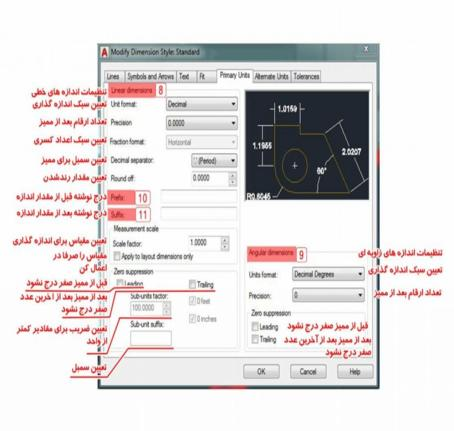 Modify Dimension Style: Standard
X
Lines Symbols and Arrows Text Fit Primary Units Alternate Units Tolerances
تنظیمات اندازه های خطی
Linear dimensions 8
تعیین سبک اندازه گذاری
Unit format: Decimal
تعداد ارقام بعد از ممیز
Precision 0.0000
تعیین سبک اعداد کسری
Fraction format: Horizontal
تعیین سمبل برای ممیز
Decimal separator: '.' (Period)
تعیین مقدار رندشدن
Round off: 0.0000
درج نوشته قبل از مقدار اندازه
Prefix: 10
درج نوشته بعد از مقدار اندازه
Suffix: 11
Measurement scale
تعیین مقیاس برای اندازه گذاری
Scale factor: 1.0000
مقیاس را صرفا در
اعمال کن
Apply to layout dimensions only
Zero suppression
قبل از ممیز صفر درج نشود
Leading
Trailing
بعد از ممیز بعد از آخرین عدد
صفر درج نشود
Sub-units factor:
100.0000
0 feet
0 inches
تعیین ضریب برای مقادیر کمتر
از واحد
Sub-unit suffix:
تعیین سمبل
1.0159
1.1955
2.0207
60°
R0.8045
Angular dimensions 9
تنظیمات اندازه های زاویه ای
Units format: Decimal Degrees
تعیین سبک اندازه گذاری
Precision: 0
تعداد ارقام بعد از ممیز
Zero suppression
Leading
قبل از ممیز صفر درج نشود
Trailing
بعد از ممیز بعد از آخرین عدد
صفر درج نشود
OK Cancel Help